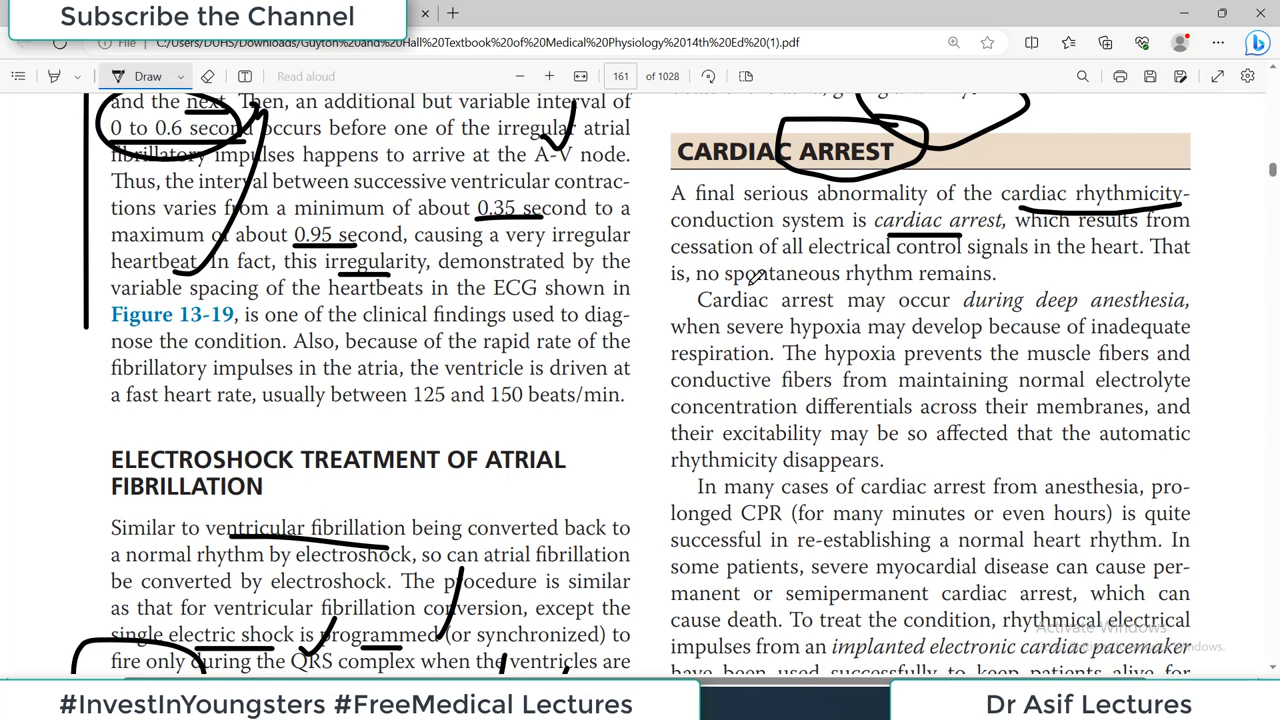 Subscribe the Channel
File
C:/Users/DUHS/Downloads/Guyton%20and%20Hall%20Textbook%20of%20Medical%20Physiology%2014th%20Ed%20(1).pdf
Draw
Read aloud
161
of 1028
and the next. Then, an additional but variable interval of
0 to 0.6 second occurs before one of the irregular atrial
fibrillatory impulses happens to arrive at the A-V node.
Thus, the interval between successive ventricular contrac-
tions varies from a minimum of about 0.35 second to a
maximum of about 0.95 second, causing a very irregular
heartbeat. In fact, this irregularity, demonstrated by the
variable spacing of the heartbeats in the ECG shown in
Figure 13-19, is one of the clinical findings used to diag-
nose the condition. Also, because of the rapid rate of the
fibrillatory impulses in the atria, the ventricle is driven at
a fast heart rate, usually between 125 and 150 beats/min.
ELECTROSHOCK TREATMENT OF ATRIAL
FIBRILLATION
Similar to ventricular fibrillation being converted back to
a normal rhythm by electroshock, so can atrial fibrillation
be converted by electroshock. The procedure is similar
as that for ventricular fibrillation conversion, except the
single electric shock is programmed (or synchronized) to
fire only during the QRS complex when the ventricles are
CARDIAC ARREST
A final serious abnormality of the cardiac rhythmicity-
conduction system is cardiac arrest, which results from
cessation of all electrical control signals in the heart. That
is, no spontaneous rhythm remains.
Cardiac arrest may occur during deep anesthesia,
when severe hypoxia may develop because of inadequate
respiration. The hypoxia prevents the muscle fibers and
conductive fibers from maintaining normal electrolyte
concentration differentials across their membranes, and
their excitability may be so affected that the automatic
rhythmicity disappears.
In many cases of cardiac arrest from anesthesia, pro-
longed CPR (for many minutes or even hours) is quite
successful in re-establishing a normal heart rhythm. In
some patients, severe myocardial disease can cause per-
manent or semipermanent cardiac arrest, which can
cause death. To treat the condition, rhythmical electrical
impulses from an implanted electronic cardiac pacemaker
have been used successfully to keep patients alive for
Activate Windows
#InvestInYoungsters #FreeMedical Lectures
Dr Asif Lectures